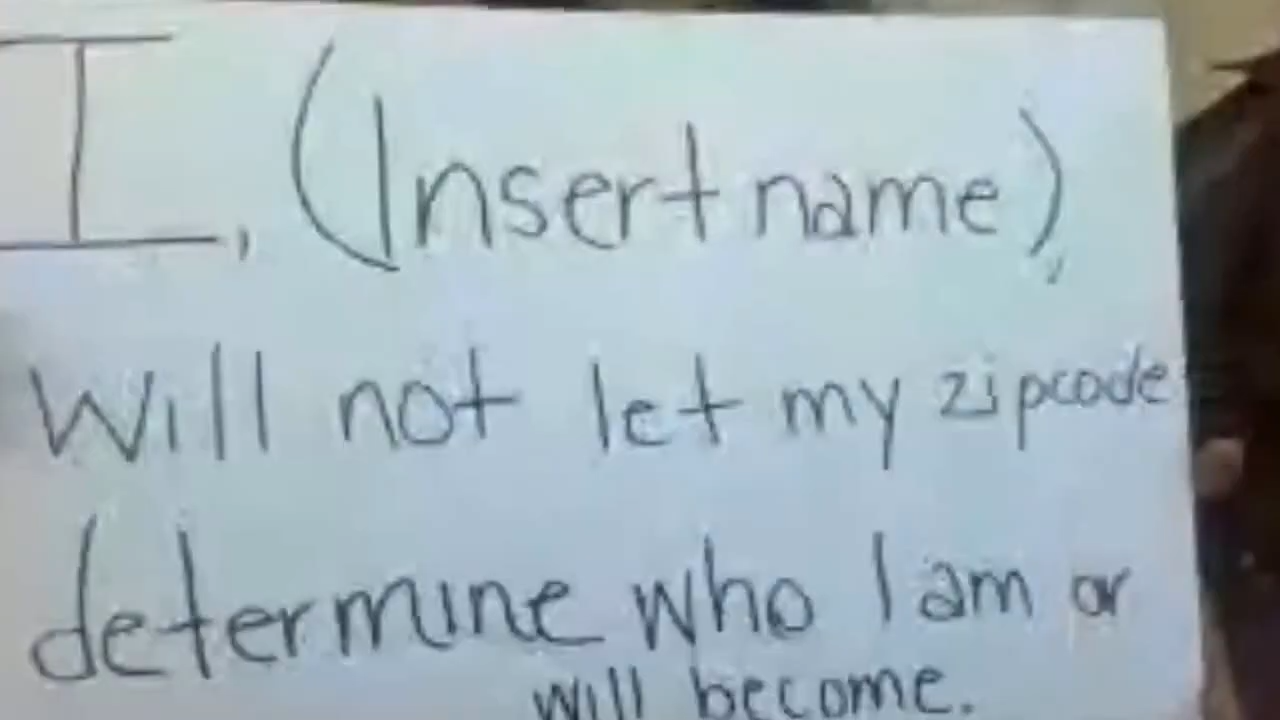 I, (Insert name),
Will not let my zipcode
determine who I am or
will become.